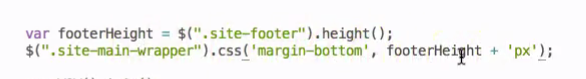 var footerHeight = $(".site-footer").height();
$(".site-main-wrapper").css('margin-bottom', footerHeight + 'px');